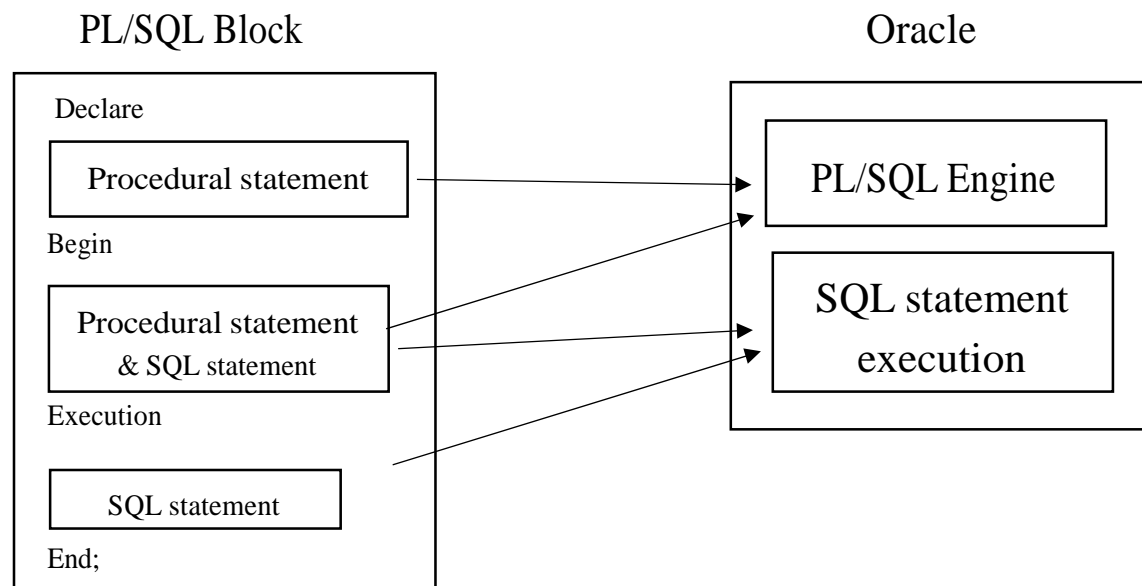 PL/SQL Block
Declare
Procedural statement
Begin
Procedural statement
& SQL statement
Execution
SQL statement
End;
Oracle
PL/SQL Engine
SQL statement
execution